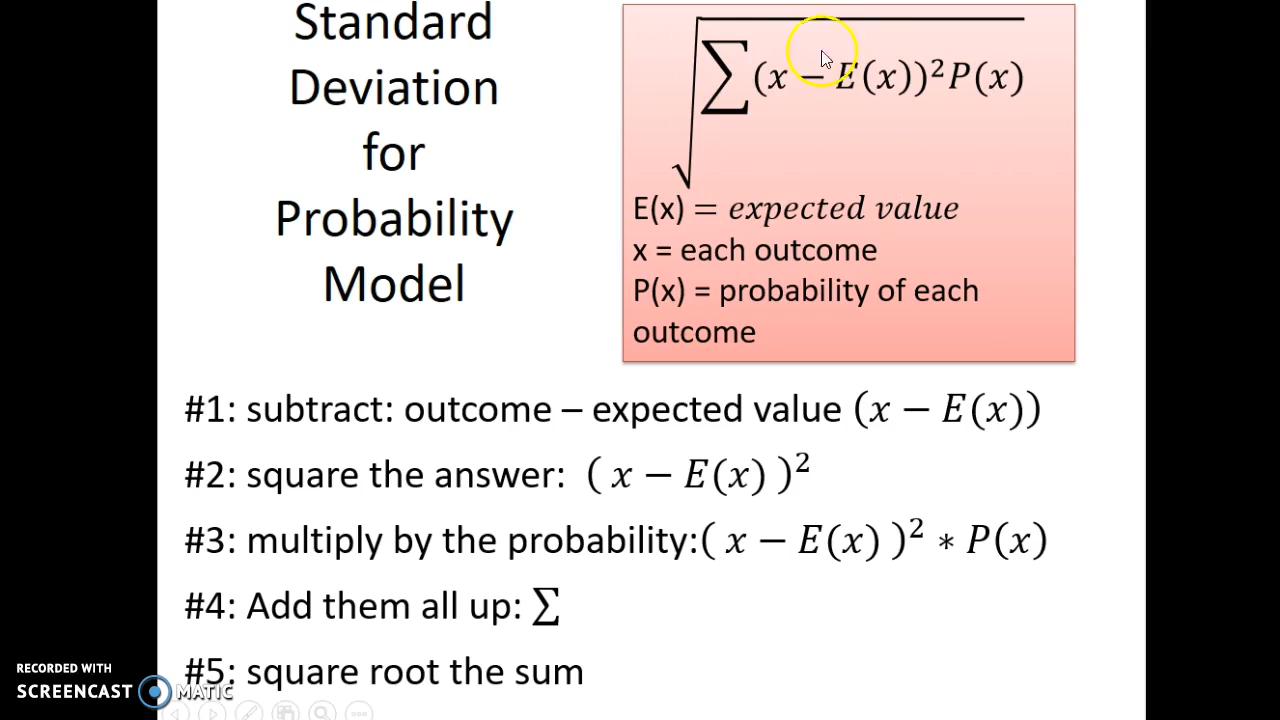 Standard
Deviation
for
Probability
Model
√∑(x − E(x))²P(x)
E(x) = expected value
x = each outcome
P(x) = probability of each
outcome
#1: subtract: outcome – expected value (x − E(x))
#2: square the answer: ( x − E(x) )²
#3: multiply by the probability:( x − E(x) )² ∗ P(x)
#4: Add them all up: ∑
#5: square root the sum
RECORDED WITH
SCREENCAST MATIC